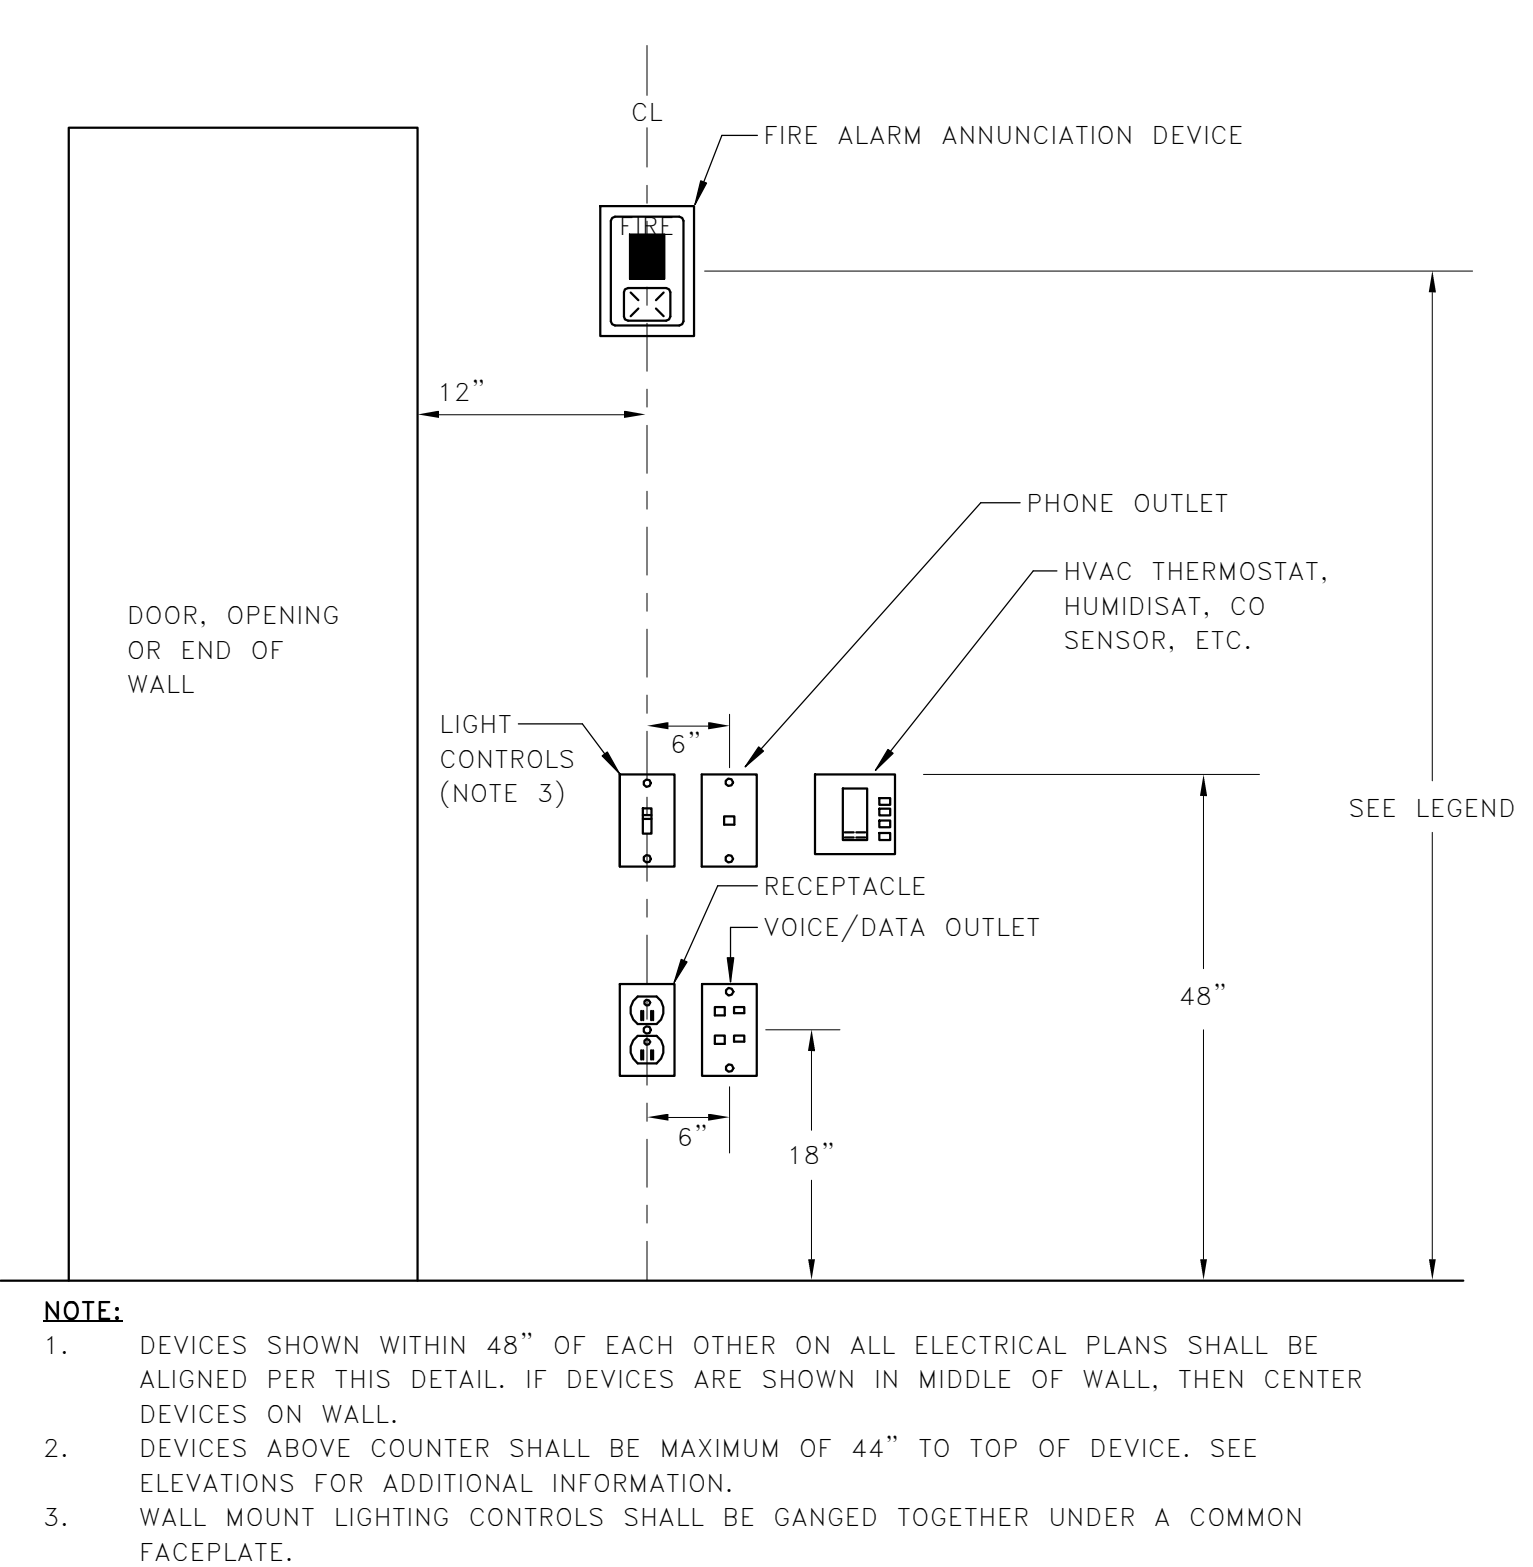 CL
FIRE ALARM ANNUNCIATION DEVICE
FIRE
12”
PHONE OUTLET
HVAC THERMOSTAT,
HUMIDISAT, CO
SENSOR, ETC.
DOOR, OPENING
OR END OF
WALL
LIGHT
CONTROLS
(NOTE 3)
6”
SEE LEGEND
RECEPTACLE
VOICE/DATA OUTLET
48”
6”
18”
NOTE:
1. DEVICES SHOWN WITHIN 48” OF EACH OTHER ON ALL ELECTRICAL PLANS SHALL BE
ALIGNED PER THIS DETAIL. IF DEVICES ARE SHOWN IN MIDDLE OF WALL, THEN CENTER
DEVICES ON WALL.
2. DEVICES ABOVE COUNTER SHALL BE MAXIMUM OF 44” TO TOP OF DEVICE. SEE
ELEVATIONS FOR ADDITIONAL INFORMATION.
3. WALL MOUNT LIGHTING CONTROLS SHALL BE GANGED TOGETHER UNDER A COMMON
FACEPLATE.